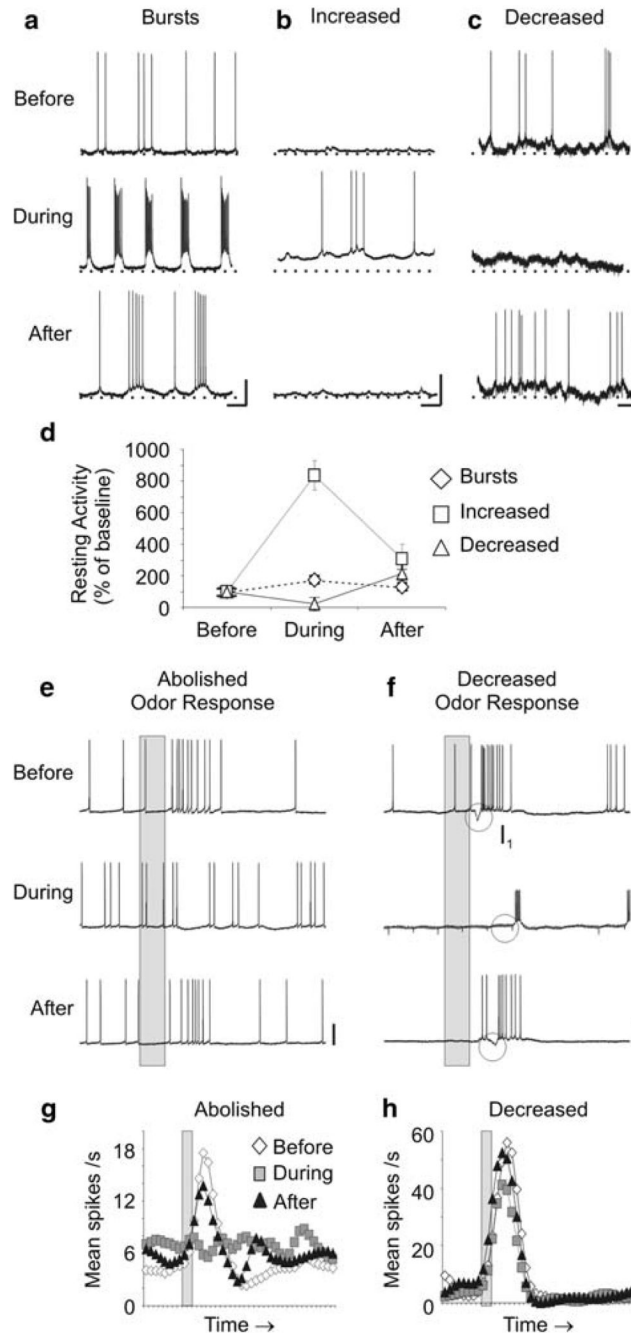 a Bursts b Increased c Decreased
Before
During
After
d
1000
800
600
400
200
0
Resting Activity
(% of baseline)
Before During After
Bursts
Increased
Decreased
e Abolished
Odor Response
f Decreased
Odor Response
Before
I₁
During
After
g Abolished
18
12
6
0
Mean spikes /s
Time →
Before
During
After
h Decreased
60
40
20
0
Mean spikes /s
Time →